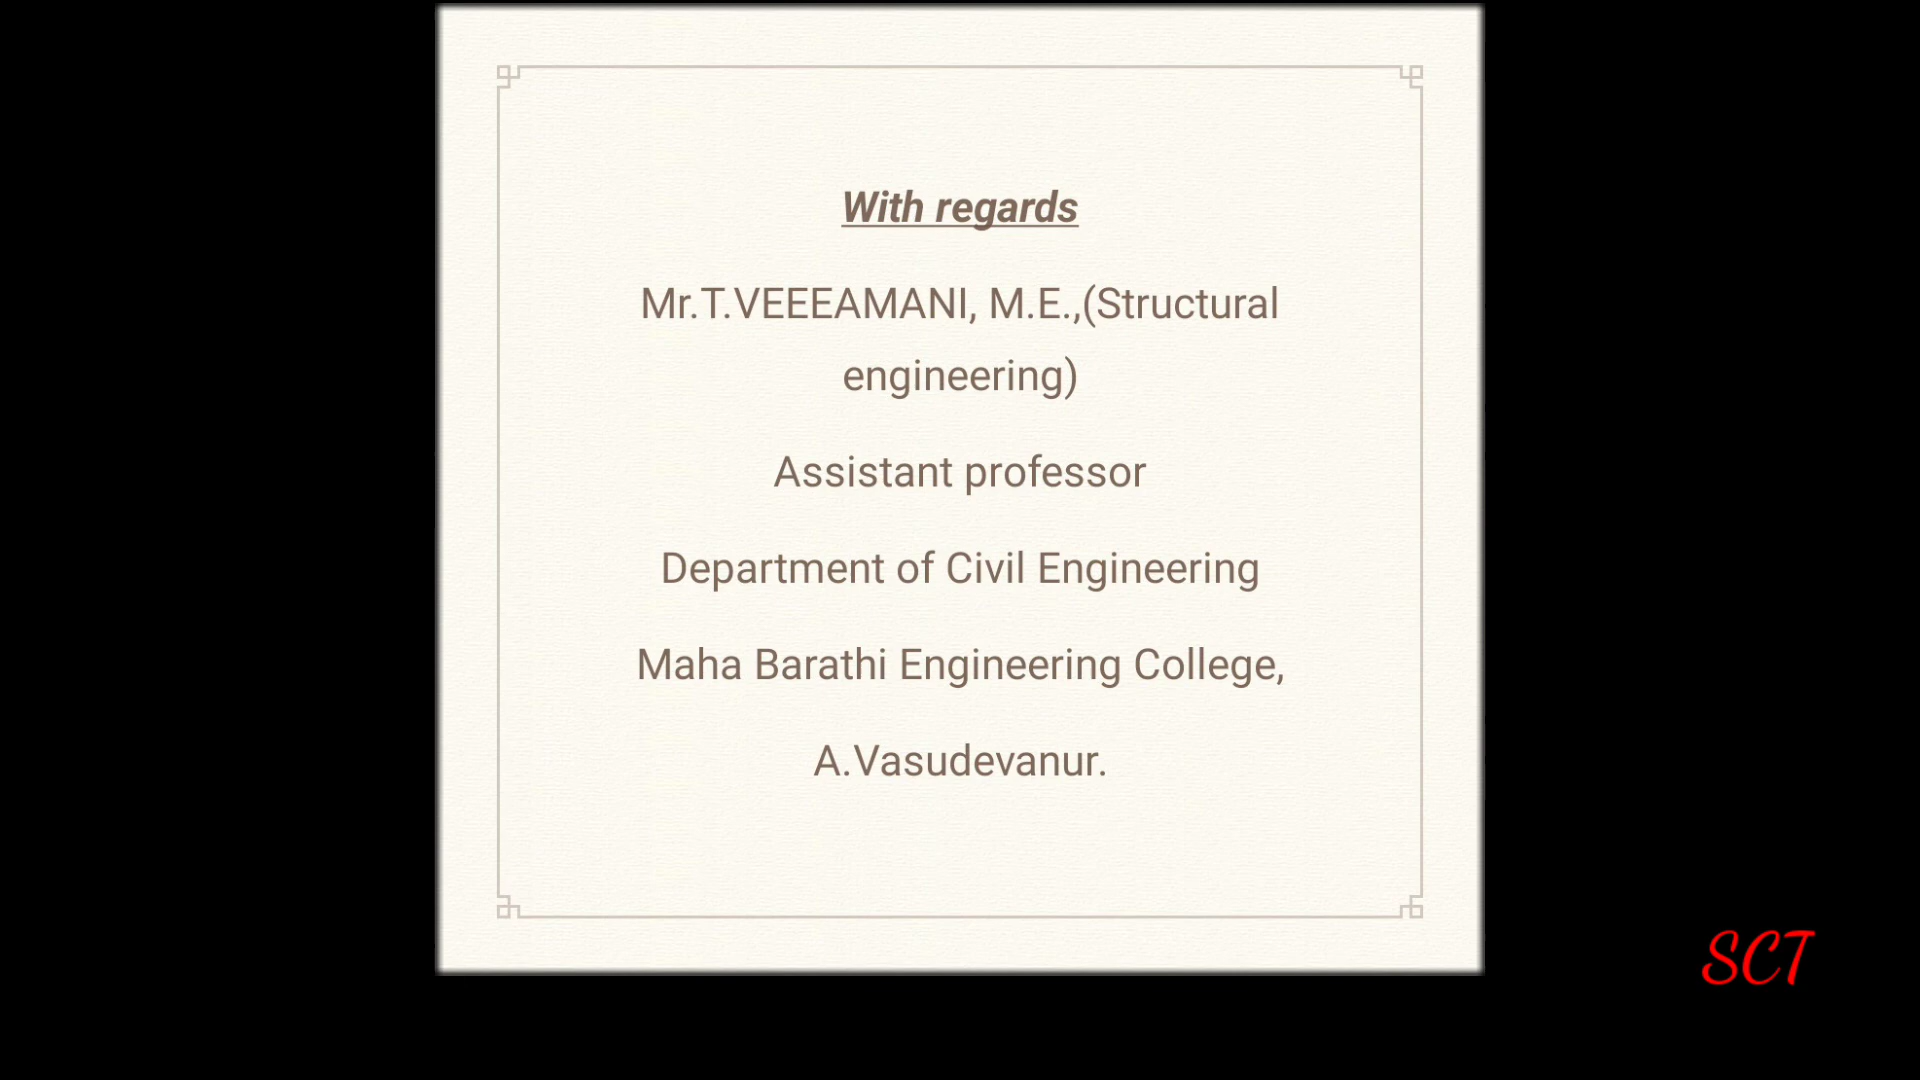 With regards
Mr.T.VEEEAMANI, M.E.,(Structural
engineering)
Assistant professor
Department of Civil Engineering
Maha Barathi Engineering College,
A.Vasudevanur.
SCT